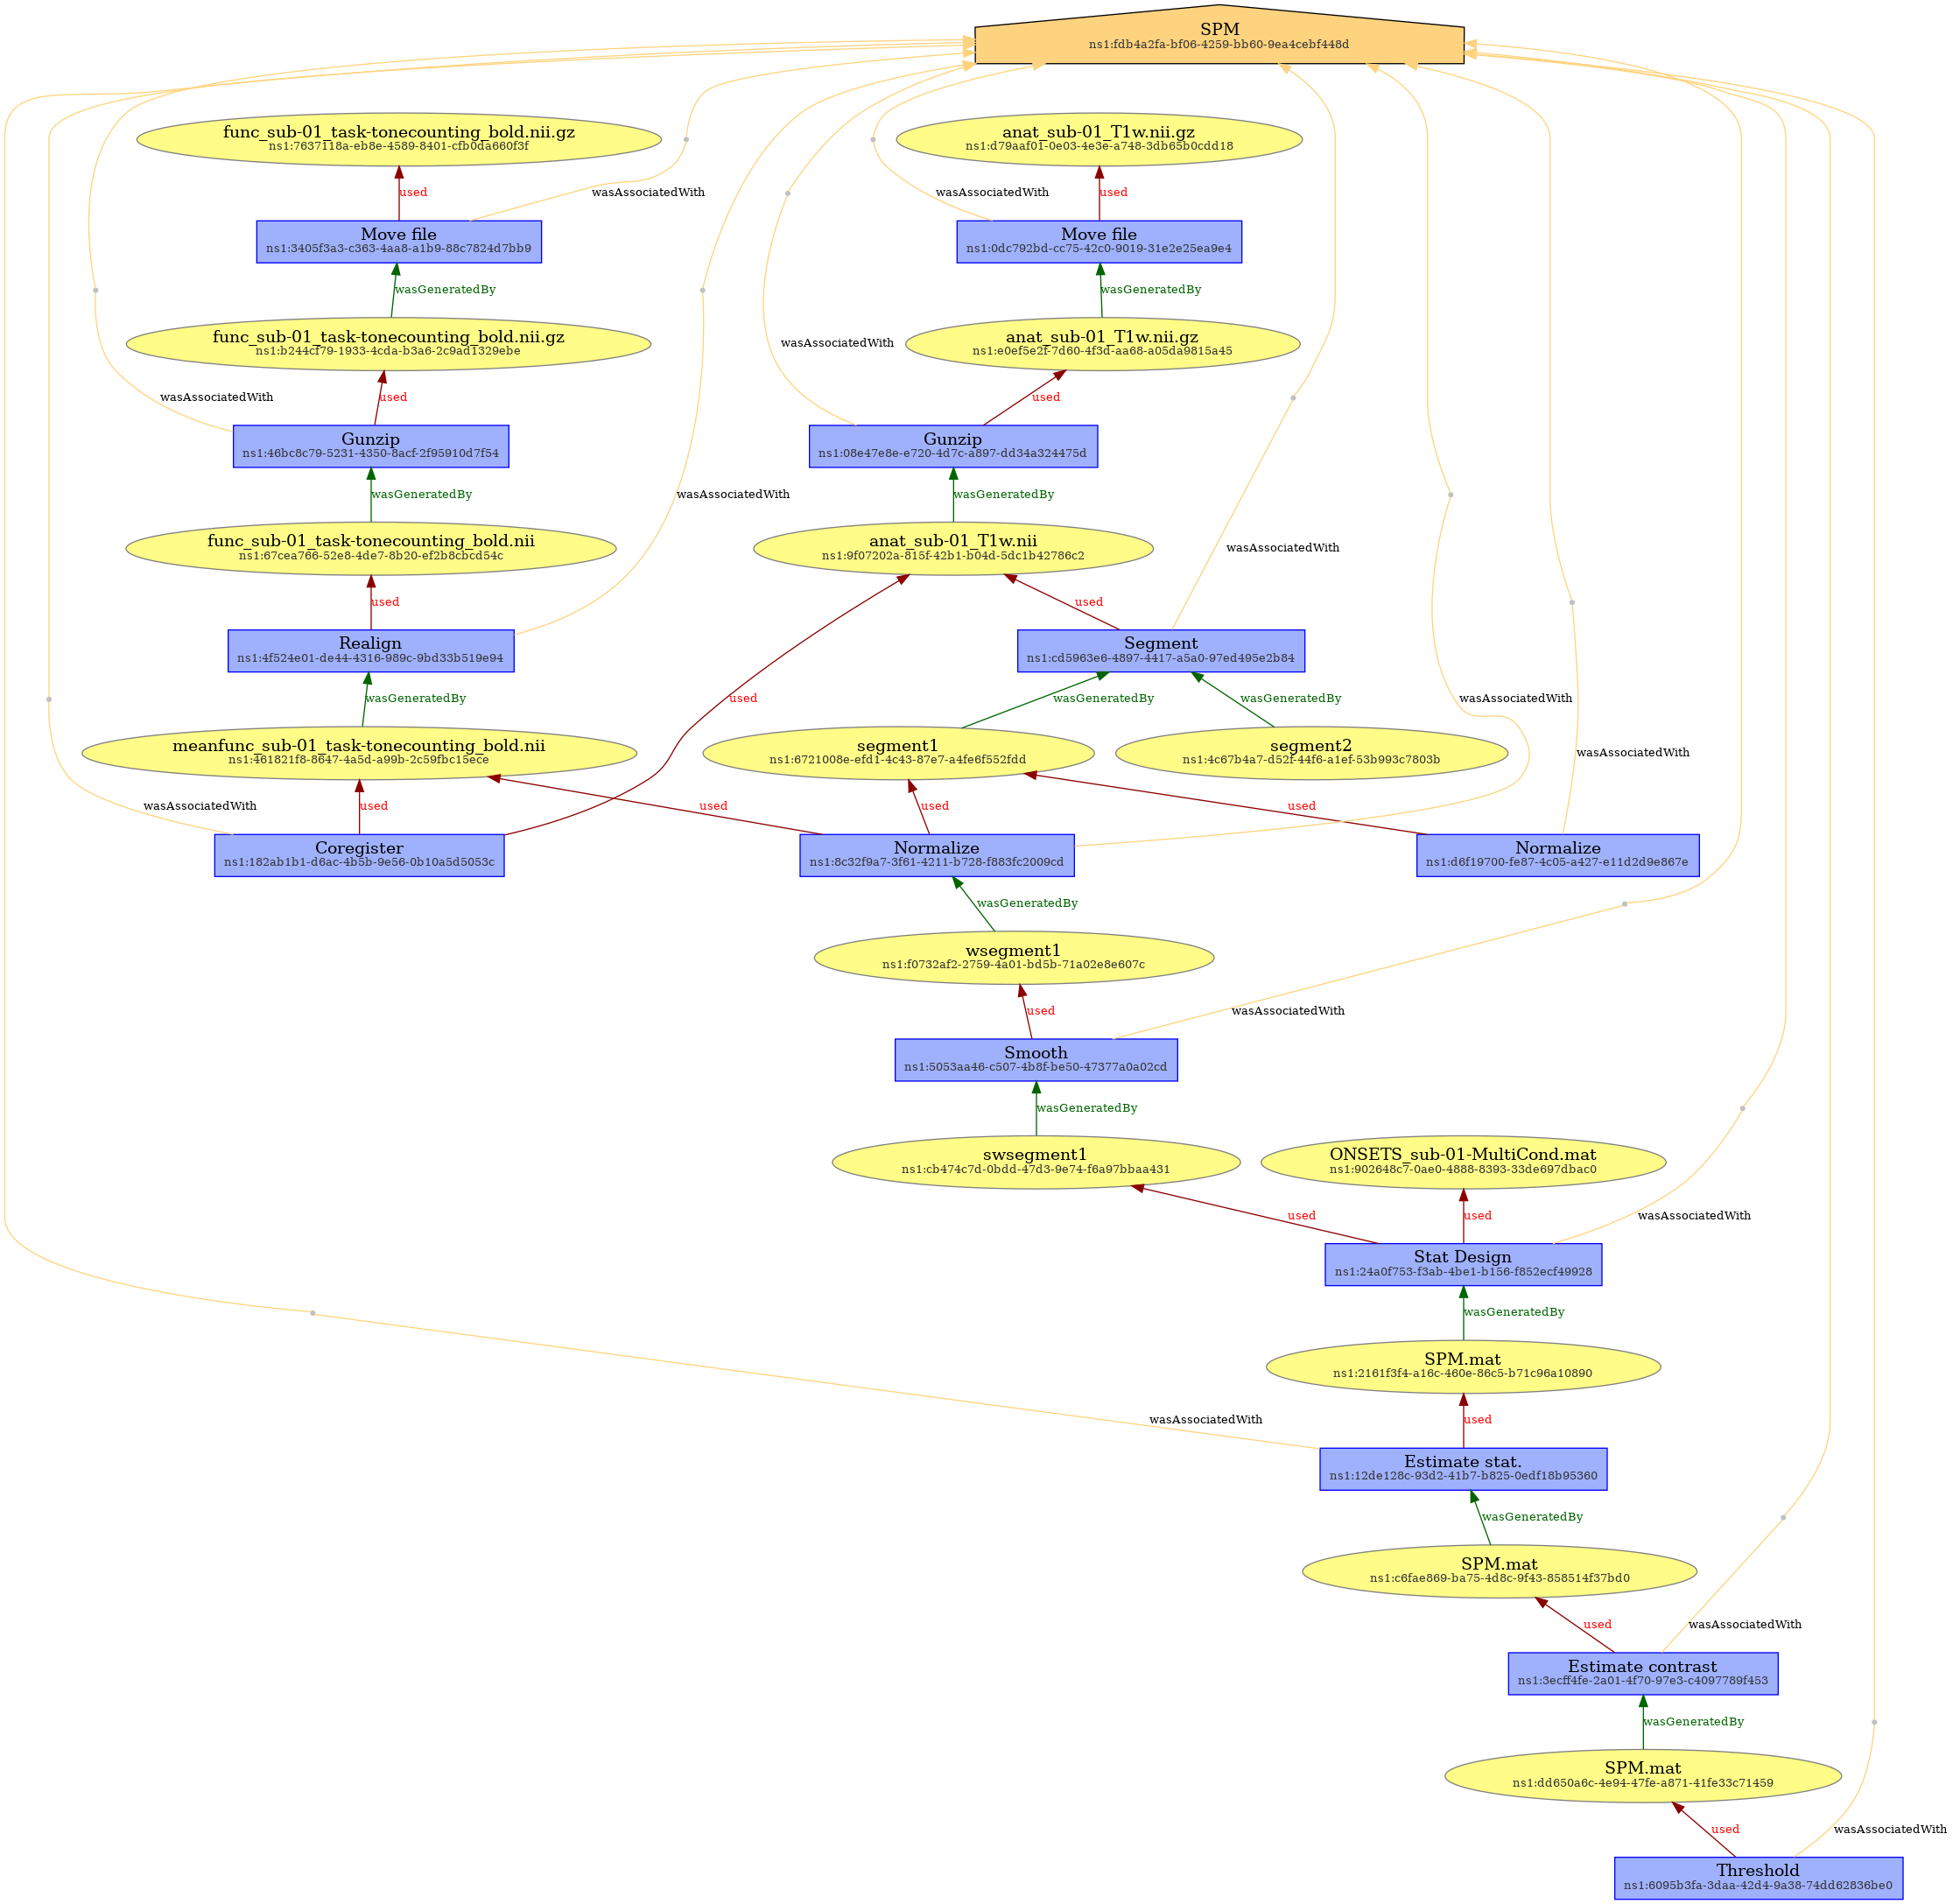 SPM
ns1:fdb4a2fa-bf06-4259-bb60-9ea4cebf448d
func_sub-01_task-tonecounting_bold.nii.gz
ns1:7637118a-eb8e-4589-8401-cfb0da660f3f
anat_sub-01_T1w.nii.gz
ns1:d79aaf01-0e03-4e3e-a748-3db65b0cdd18
used
wasAssociatedWith
wasAssociatedWith
used
Move file
ns1:3405f3a3-c363-4aa8-a1b9-88c7824d7bb9
Move file
ns1:0dc792bd-cc75-42c0-9019-31e2e25ea9e4
wasGeneratedBy
wasGeneratedBy
func_sub-01_task-tonecounting_bold.nii.gz
ns1:b244cf79-1933-4cda-b3a6-2c9ad1329ebe
wasAssociatedWith
anat_sub-01_T1w.nii.gz
ns1:e0ef5e2f-7d60-4f3d-aa68-a05da9815a45
wasAssociatedWith
used
used
Gunzip
ns1:46bc8c79-5231-4350-8acf-2f95910d7f54
Gunzip
ns1:08e47e8e-e720-4d7c-a897-dd34a324475d
wasGeneratedBy
wasAssociatedWith
wasGeneratedBy
func_sub-01_task-tonecounting_bold.nii
ns1:67cea766-52e8-4de7-8b20-ef2b8cbcd54c
anat_sub-01_T1w.nii
ns1:9f07202a-815f-42b1-b04d-5dc1b42786c2
wasAssociatedWith
used
used
Realign
ns1:4f524e01-de44-4316-989c-9bd33b519e94
Segment
ns1:cd5963e6-4897-4417-a5a0-97ed495e2b84
wasGeneratedBy
used
wasGeneratedBy
wasGeneratedBy
wasAssociatedWith
meanfunc_sub-01_task-tonecounting_bold.nii
ns1:461821f8-8647-4a5d-a99b-2c59fbc15ece
segment1
ns1:6721008e-efd1-4c43-87e7-a4fe6f552fdd
segment2
ns1:4c67b4a7-d52f-44f6-a1ef-53b993c7803b
wasAssociatedWith
wasAssociatedWith
used
used
used
used
Coregister
ns1:182ab1b1-d6ac-4b5b-9e56-0b10a5d5053c
Normalize
ns1:8c32f9a7-3f61-4211-b728-f883fc2009cd
Normalize
ns1:d6f19700-fe87-4c05-a427-e11d2d9e867e
wasGeneratedBy
wsegment1
ns1:f0732af2-2759-4a01-bd5b-71a02e8e607c
used
wasAssociatedWith
Smooth
ns1:5053aa46-c507-4b8f-be50-47377a0a02cd
wasGeneratedBy
swsegment1
ns1:cb474c7d-0bdd-47d3-9e74-f6a97bbaa431
ONSETS_sub-01-MultiCond.mat
ns1:902648c7-0ae0-4888-8393-33de697dbac0
used
used
wasAssociatedWith
Stat Design
ns1:24a0f753-f3ab-4be1-b156-f852ecf49928
wasGeneratedBy
SPM.mat
ns1:2161f3f4-a16c-460e-86c5-b71c96a10890
wasAssociatedWith
used
Estimate stat.
ns1:12de128c-93d2-41b7-b825-0edf18b95360
wasGeneratedBy
SPM.mat
ns1:c6fae869-ba75-4d8c-9f43-858514f37bd0
used
wasAssociatedWith
Estimate contrast
ns1:3ecff4fe-2a01-4f70-97e3-c4097789f453
wasGeneratedBy
SPM.mat
ns1:dd650a6c-4e94-47fe-a871-41fe33c71459
used
wasAssociatedWith
Threshold
ns1:6095b3fa-3daa-42d4-9a38-74dd62836be0